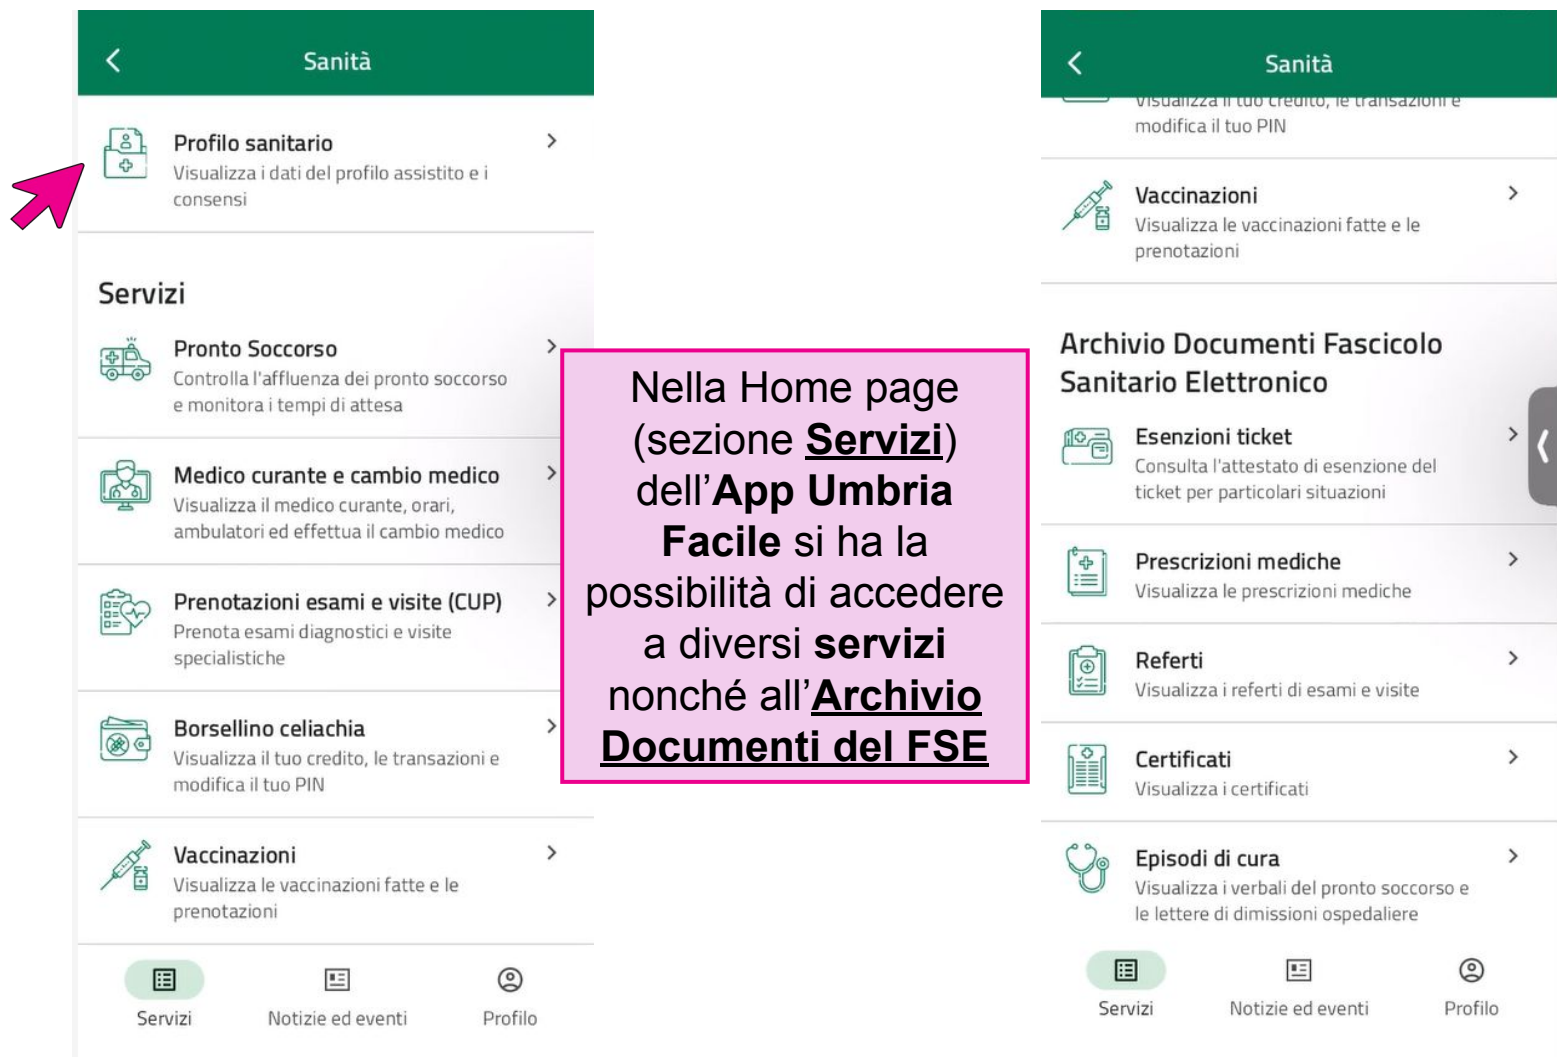 Sanità
Profilo sanitario
Visualizza i dati del profilo assistito e i
consensi
Servizi
Pronto Soccorso
Controlla l'affluenza dei pronto soccorso
e monitora i tempi di attesa
Medico curante e cambio medico
Visualizza il medico curante, orari,
ambulatori ed effettua il cambio medico
Prenotazioni esami e visite (CUP)
Prenota esami diagnostici e visite
specialistiche
Borsellino celiachia
Visualizza il tuo credito, le transazioni e
modifica il tuo PIN
Vaccinazioni
Visualizza le vaccinazioni fatte e le
prenotazioni
Servizi
Notizie ed eventi
Profilo
Nella Home page
(sezione Servizi)
dell’App Umbria
Facile si ha la
possibilità di accedere
a diversi servizi
nonché all’Archivio
Documenti del FSE
Sanità
Visualizza il tuo credito, le transazioni e
modifica il tuo PIN
Vaccinazioni
Visualizza le vaccinazioni fatte e le
prenotazioni
Archivio Documenti Fascicolo
Sanitario Elettronico
Esenzioni ticket
Consulta l'attestato di esenzione del
ticket per particolari situazioni
Prescrizioni mediche
Visualizza le prescrizioni mediche
Referti
Visualizza i referti di esami e visite
Certificati
Visualizza i certificati
Episodi di cura
Visualizza i verbali del pronto soccorso e
le lettere di dimissioni ospedaliere
Servizi
Notizie ed eventi
Profilo